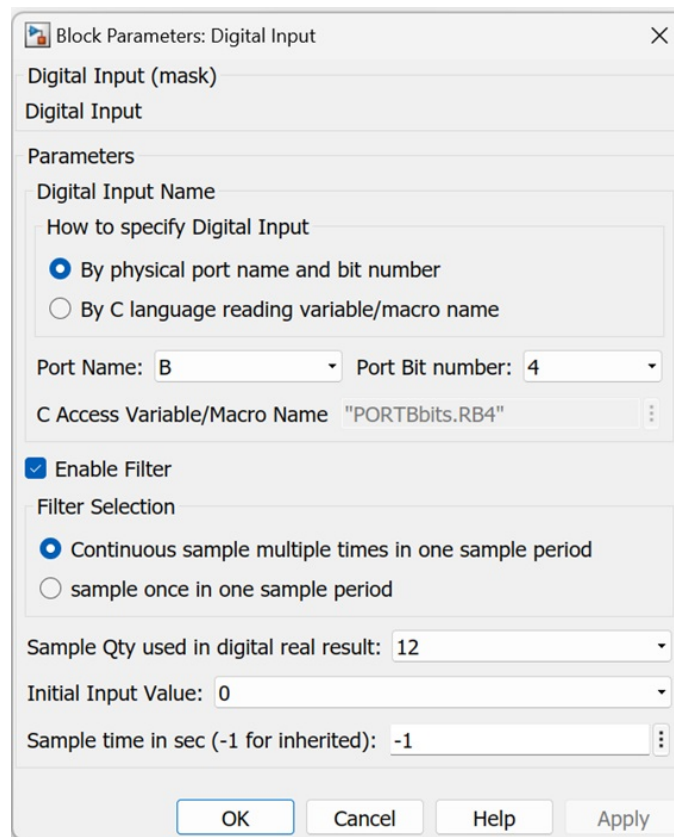 Block Parameters: Digital Input
Digital Input (mask)
Digital Input
Parameters
Digital Input Name
How to specify Digital Input
By physical port name and bit number
By C language reading variable/macro name
Port Name: B Port Bit number: 4
C Access Variable/Macro Name "PORTBbits.RB4"
Enable Filter
Filter Selection
Continuous sample multiple times in one sample period
sample once in one sample period
Sample Qty used in digital real result: 12
Initial Input Value: 0
Sample time in sec (-1 for inherited): -1
OK Cancel Help Apply